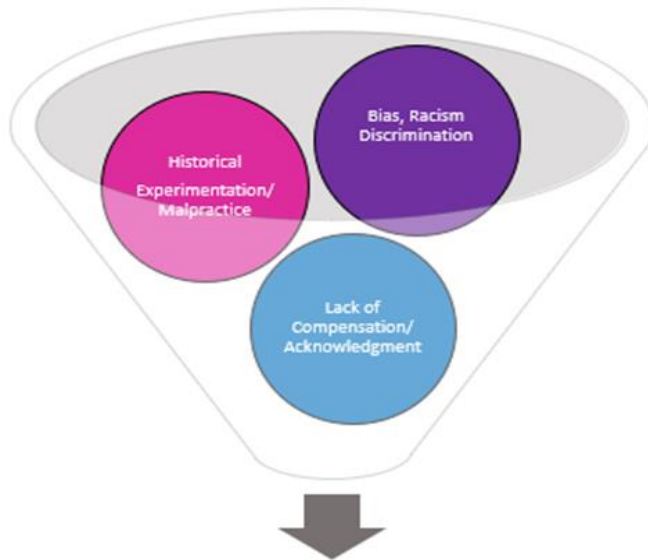 Bias, Racism
Discrimination
Historical
Experimentation/
Malpractice
Lack of
Compensation/
Acknowledgment